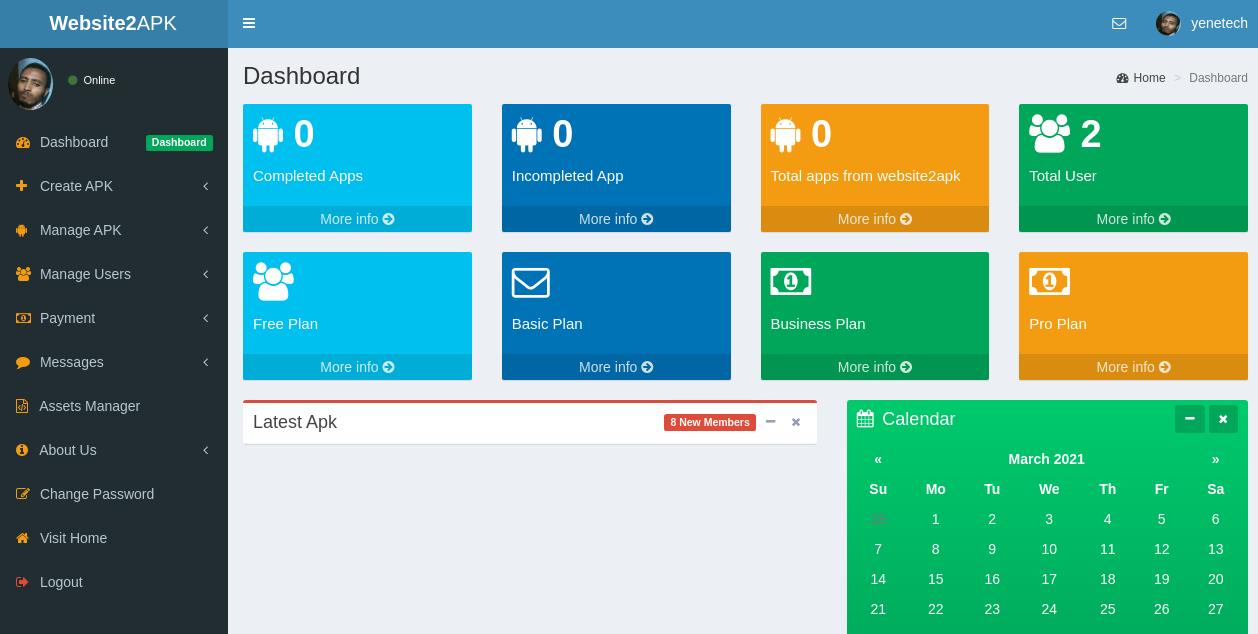 Website2APK
yenetech
Online
Dashboard Dashboard
Create APK
Manage APK
Manage Users
Payment
Messages
Assets Manager
About Us
Change Password
Visit Home
Logout
Dashboard
Home > Dashboard
0
Completed Apps
More info
0
Incompleted App
More info
0
Total apps from website2apk
More info
2
Total User
More info
Free Plan
More info
Basic Plan
More info
Business Plan
More info
Pro Plan
More info
Latest Apk 8 New Members
Calendar
« March 2021 »
Su Mo Tu We Th Fr Sa
28 1 2 3 4 5 6
7 8 9 10 11 12 13
14 15 16 17 18 19 20
21 22 23 24 25 26 27